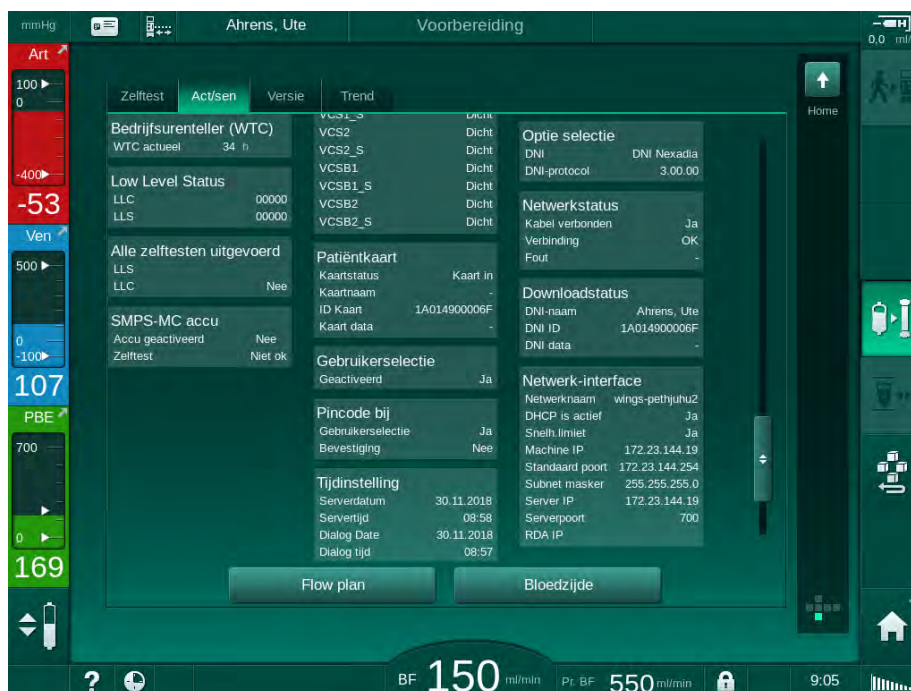 mmHg
Ahrens, Ute
Voorbereiding
0,0 ml/
Art
100
0
-400
-53
Ven
500
0
-100
107
PBE
700
0
169
Zelftest Act/sen Versie Trend
Home
Bedrijfsurenteller (WTC)
WTC actueel 34 h
Low Level Status
LLC 00000
LLS 00000
Alle zelftesten uitgevoerd
LLS
LLC Nee
SMPS-MC accu
Accu geactiveerd Nee
Zelftest Niet ok
VCS1_S Dicht
VCS2 Dicht
VCS2_S Dicht
VCSB1 Dicht
VCSB1_S Dicht
VCSB2 Dicht
VCSB2_S Dicht
Patiëntkaart
Kaartstatus Kaart in
Kaartnaam -
ID Kaart 1A014900006F
Kaart data -
Gebruikerselectie
Geactiveerd Ja
Pincode bij
Gebruikerselectie Ja
Bevestiging Nee
Tijdinstelling
Serverdatum 30.11.2018
Servertijd 08:58
Dialog Date 30.11.2018
Dialog tijd 08:57
Optie selectie
DNI DNI Nexadia
DNI-protocol 3.00.00
Netwerkstatus
Kabel verbonden Ja
Verbinding OK
Fout -
Downloadstatus
DNI-naam Ahrens, Ute
DNI ID 1A014900006F
DNI data -
Netwerk-interface
Netwerknaam wings-pethjuhu2
DHCP is actief Ja
Snelh.limiet Ja
Machine IP 172.23.144.19
Standaard poort 172.23.144.254
Subnet masker 255.255.255.0
Server IP 172.23.144.19
Serverpoort 700
RDA IP
Flow plan
Bloedzijde
?
BF 150 ml/min
Pr. BF 550 ml/min
9:05